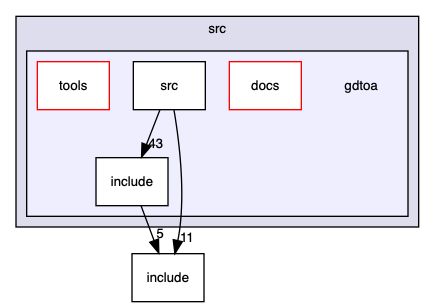 src
tools
src
docs
gdtoa
43
include
5
11
include